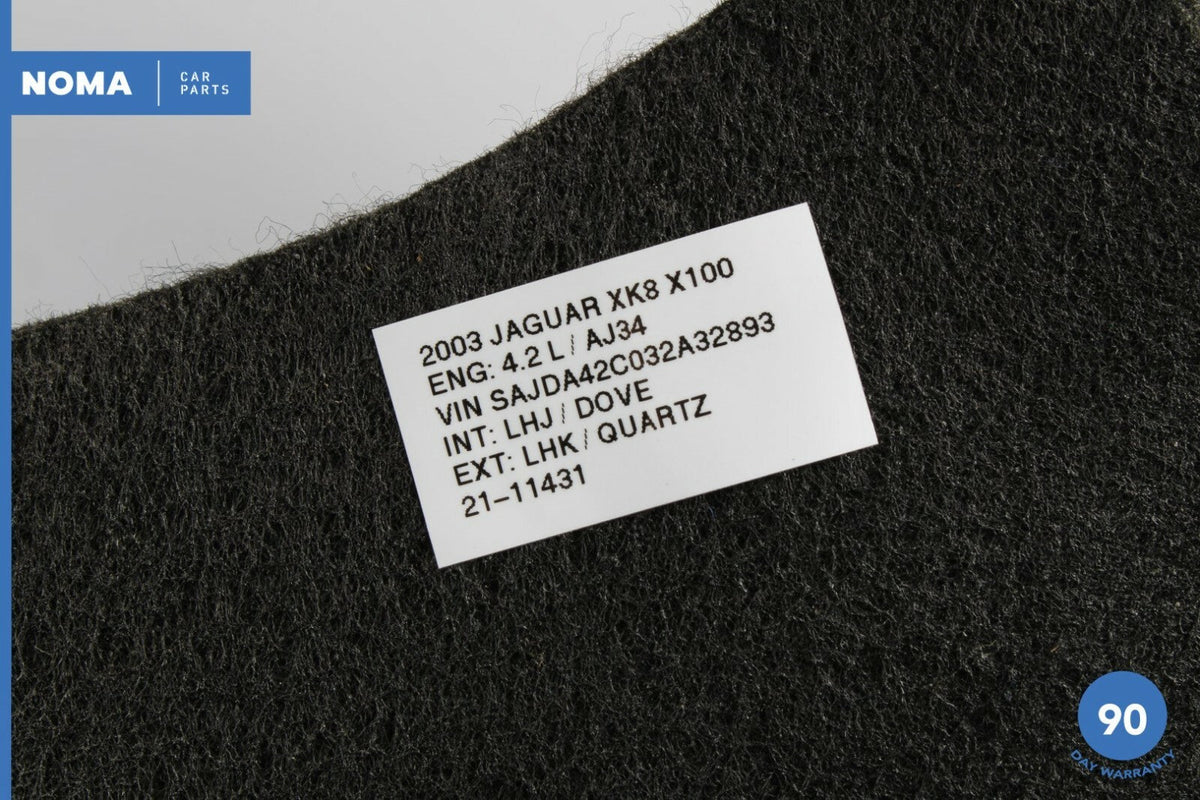 NOMA
CAR
PARTS
2003 JAGUAR XK8 X100
ENG: 4.2 L / AJ34
VIN SAJDA42C032A32893
INT: LHJ / DOVE
EXT: LHK / QUARTZ
21-11431
90
DAY WARRANTY